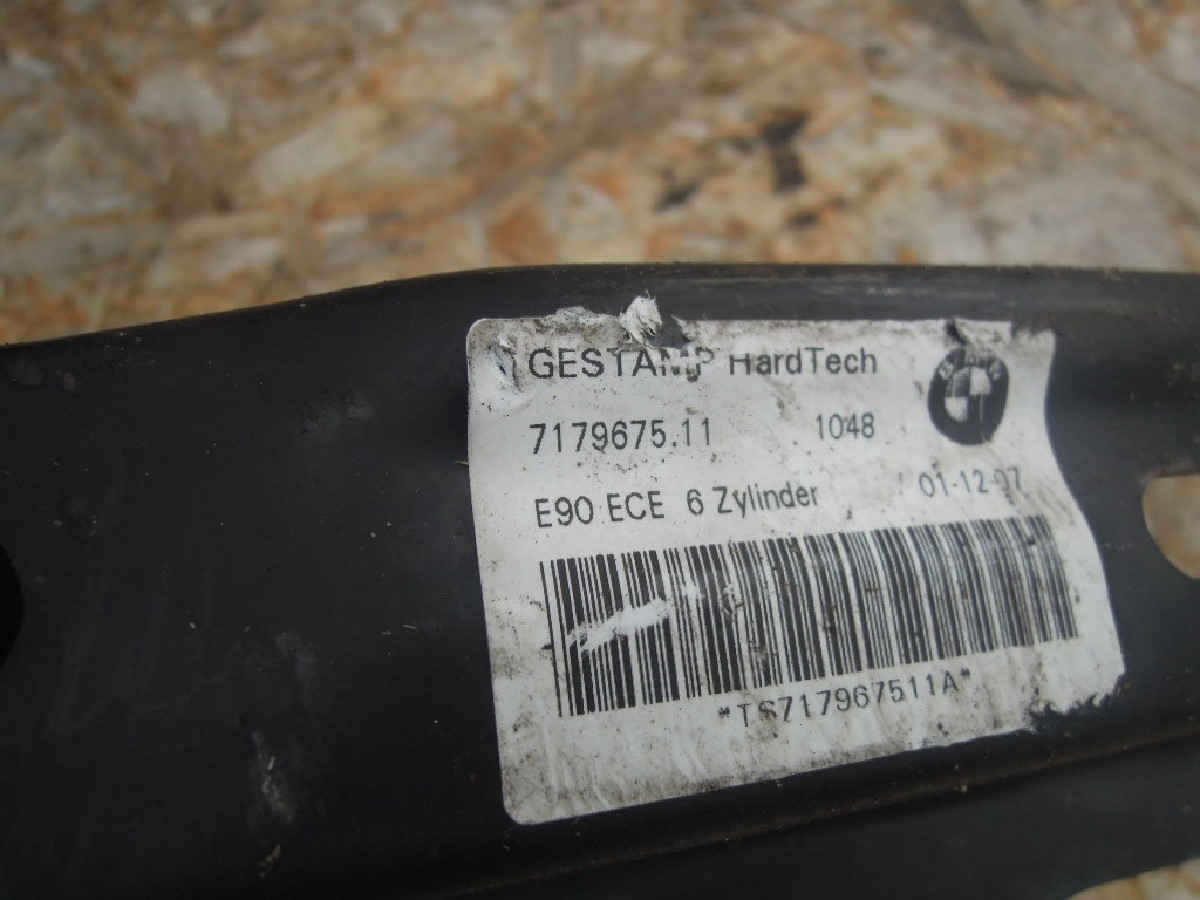 GESTAMP HardTech
7179675.11 1048
E90 ECE 6 Zylinder 01-12-07
*TS717967511A*